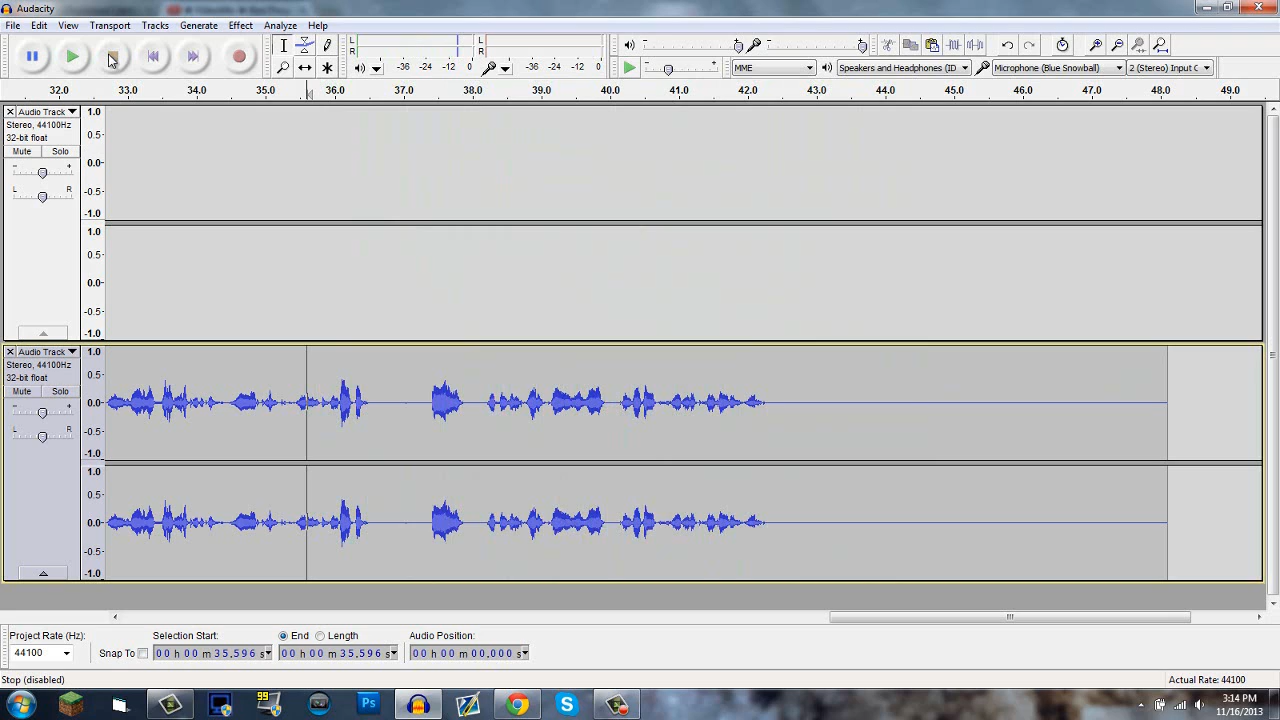 Audacity
File Edit View Transport Tracks Generate Effect Analyze Help
L
R
-36 -24 -12 0
L
R
-36 -24 -12 0
MME
Speakers and Headphones (ID
Microphone (Blue Snowball)
2 (Stereo) Input C
32.0 33.0 34.0 35.0 36.0 37.0 38.0 39.0 40.0 41.0 42.0 43.0 44.0 45.0 46.0 47.0 48.0 49.0
Audio Track
Stereo, 44100Hz
32-bit float
Mute Solo
- +
L R
1.0
0.5
0.0
-0.5
-1.0
1.0
0.5
0.0
-0.5
-1.0
Audio Track
Stereo, 44100Hz
32-bit float
Mute Solo
- +
L R
1.0
0.5
0.0
-0.5
-1.0
1.0
0.5
0.0
-0.5
-1.0
Project Rate (Hz): Selection Start: End Length Audio Position:
44100 Snap To 00 h 00 m 35.596 s 00 h 00 m 35.596 s 00 h 00 m 00.000 s
Stop (disabled) Actual Rate: 44100
99
Ps
3:14 PM
11/16/2013